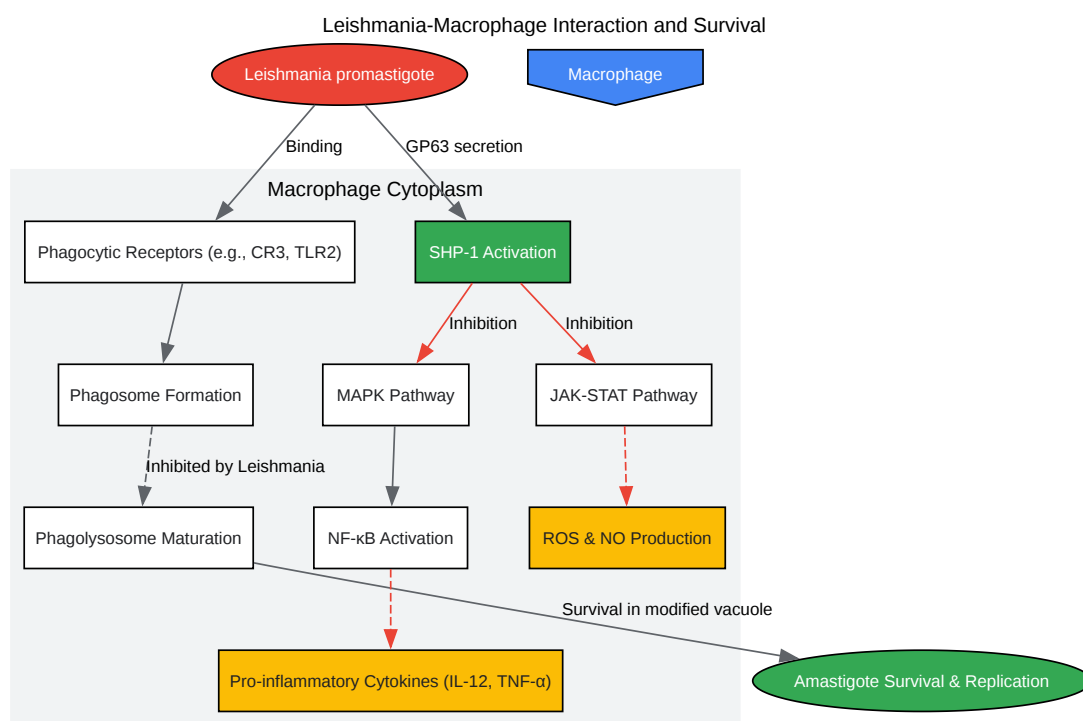 Leishmania-Macrophage Interaction and Survival
Leishmania promastigote
Macrophage
Binding
GP63 secretion
Macrophage Cytoplasm
Phagocytic Receptors (e.g., CR3, TLR2)
SHP-1 Activation
Inhibition
Inhibition
Phagosome Formation
MAPK Pathway
JAK-STAT Pathway
Inhibited by Leishmania
Phagolysosome Maturation
NF-κB Activation
ROS & NO Production
Survival in modified vacuole
Pro-inflammatory Cytokines (IL-12, TNF-α)
Amastigote Survival & Replication